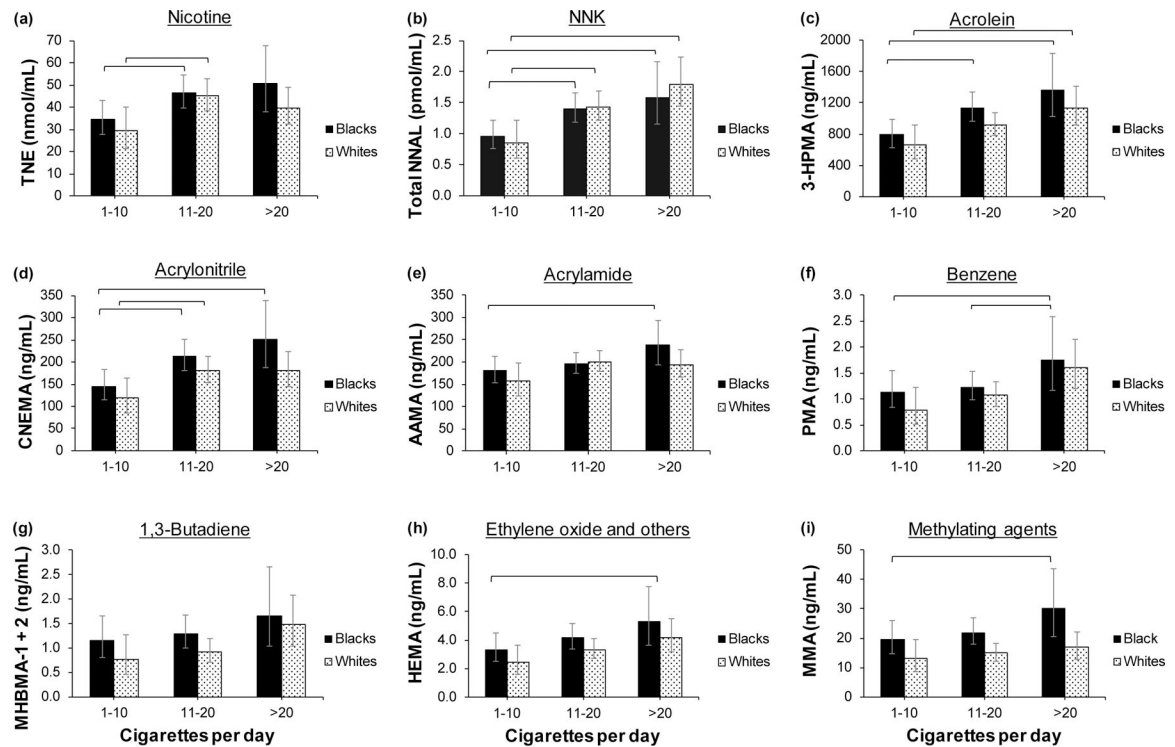 (a)
Nicotine
TNE (nmol/mL)
70
60
50
40
30
20
10
0
1-10
11-20
>20
Blacks
Whites
(b)
NNK
Total NNAL (pmol/mL)
2.5
2.0
1.5
1.0
0.5
0.0
1-10
11-20
>20
Blacks
Whites
(c)
Acrolein
3-HPMA (ng/mL)
2000
1600
1200
800
400
0
1-10
11-20
>20
Blacks
Whites
(d)
Acrylonitrile
CNEMA (ng/mL)
350
300
250
200
150
100
50
0
1-10
11-20
>20
Blacks
Whites
(e)
Acrylamide
AAMA (ng/mL)
350
300
250
200
150
100
50
0
1-10
11-20
>20
Blacks
Whites
(f)
Benzene
PMA (ng/mL)
3.0
2.5
2.0
1.5
1.0
0.5
0.0
1-10
11-20
>20
Blacks
Whites
(g)
1,3-Butadiene
MHBMA-1 + 2 (ng/mL)
3.0
2.5
2.0
1.5
1.0
0.5
0.0
1-10
11-20
>20
Cigarettes per day
Blacks
Whites
(h)
Ethylene oxide and others
HEMA (ng/mL)
10.0
8.0
6.0
4.0
2.0
0.0
1-10
11-20
>20
Cigarettes per day
Blacks
Whites
(i)
Methylating agents
MMA (ng/mL)
50
40
30
20
10
0
1-10
11-20
>20
Cigarettes per day
Black
Whites